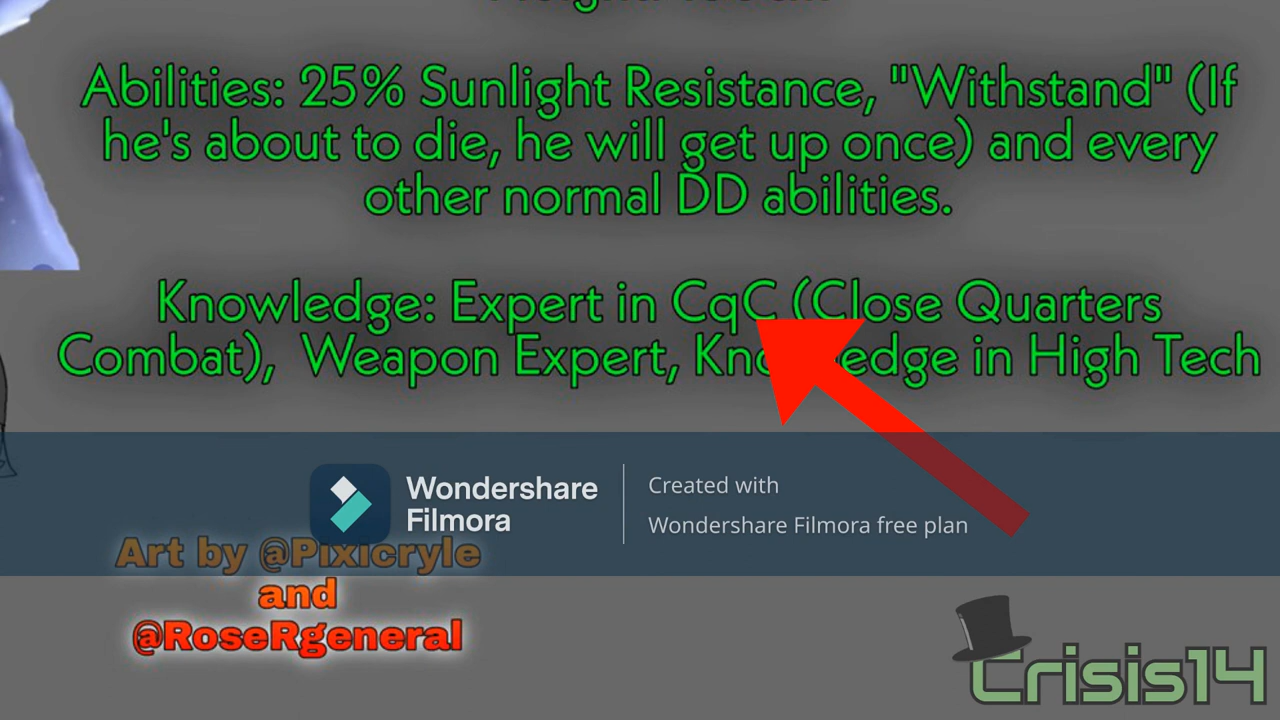 Abilities: 25% Sunlight Resistance, "Withstand" (If
he's about to die, he will get up once) and every
other normal DD abilities.
Knowledge: Expert in CqC (Close Quarters
Combat), Weapon Expert, Knowledge in High Tech
Wondershare
Filmora
Created with
Wondershare Filmora free plan
Art by @Pixicryle
and
@RoseRgeneral
Crisis14